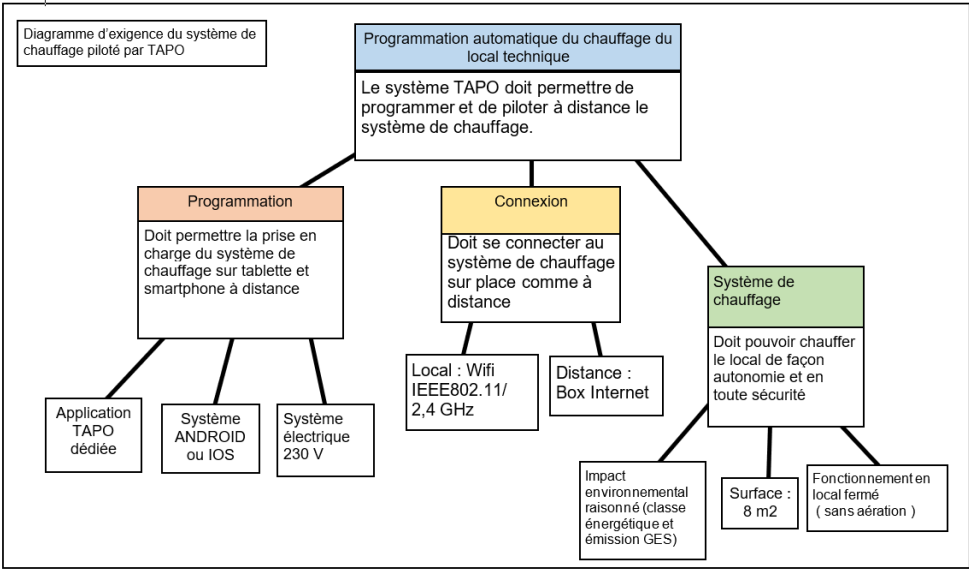 Diagramme d'exigence du système de
chauffage piloté par TAPO
Programmation automatique du chauffage du
local technique
Le système TAPO doit permettre de
programmer et de piloter à distance le
système de chauffage.
Programmation
Doit permettre la prise en
charge du système de
chauffage sur tablette et
smartphone à distance
Connexion
Doit se connecter au
système de chauffage
sur place comme à
distance
Système de
chauffage
Doit pouvoir chauffer
le local de façon
autonomie et en
toute sécurité
Application
TAPO
dédiée
Système
ANDROID
ou IOS
Système
électrique
230 V
Local : Wifi
IEEE802.11/
2,4 GHz
Distance :
Box Internet
Impact
environnemental
raisonné (classe
énergétique et
émission GES)
Surface :
8 m2
Fonctionnement en
local fermé
( sans aération )